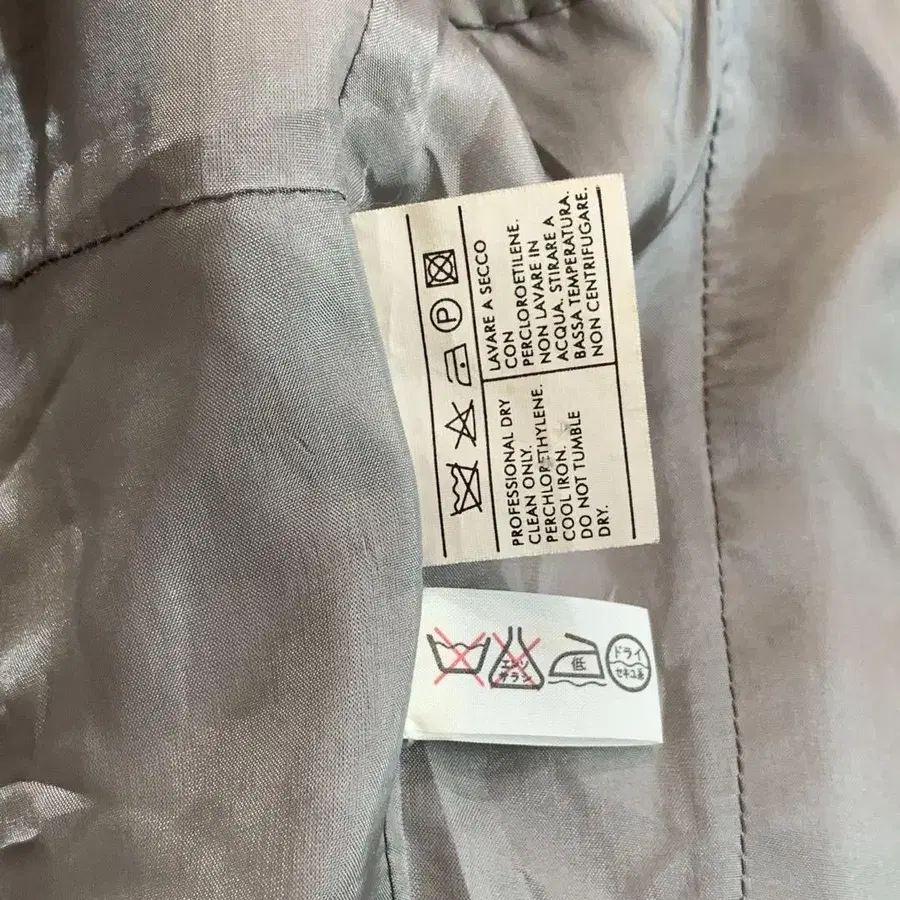 LAVARE A SECCO
CON
PERCLOROETILENE.
NON LAVARE IN
ACQUA. STIRARE A
BASSA TEMPERATURA.
NON CENTRIFUGARE.
PROFESSIONAL DRY
CLEAN ONLY.
PERCHLORETHYLENE.
COOL IRON.
DO NOT TUMBLE
DRY.
P
エンソ
サラシ
低
ドライ
セキユ系